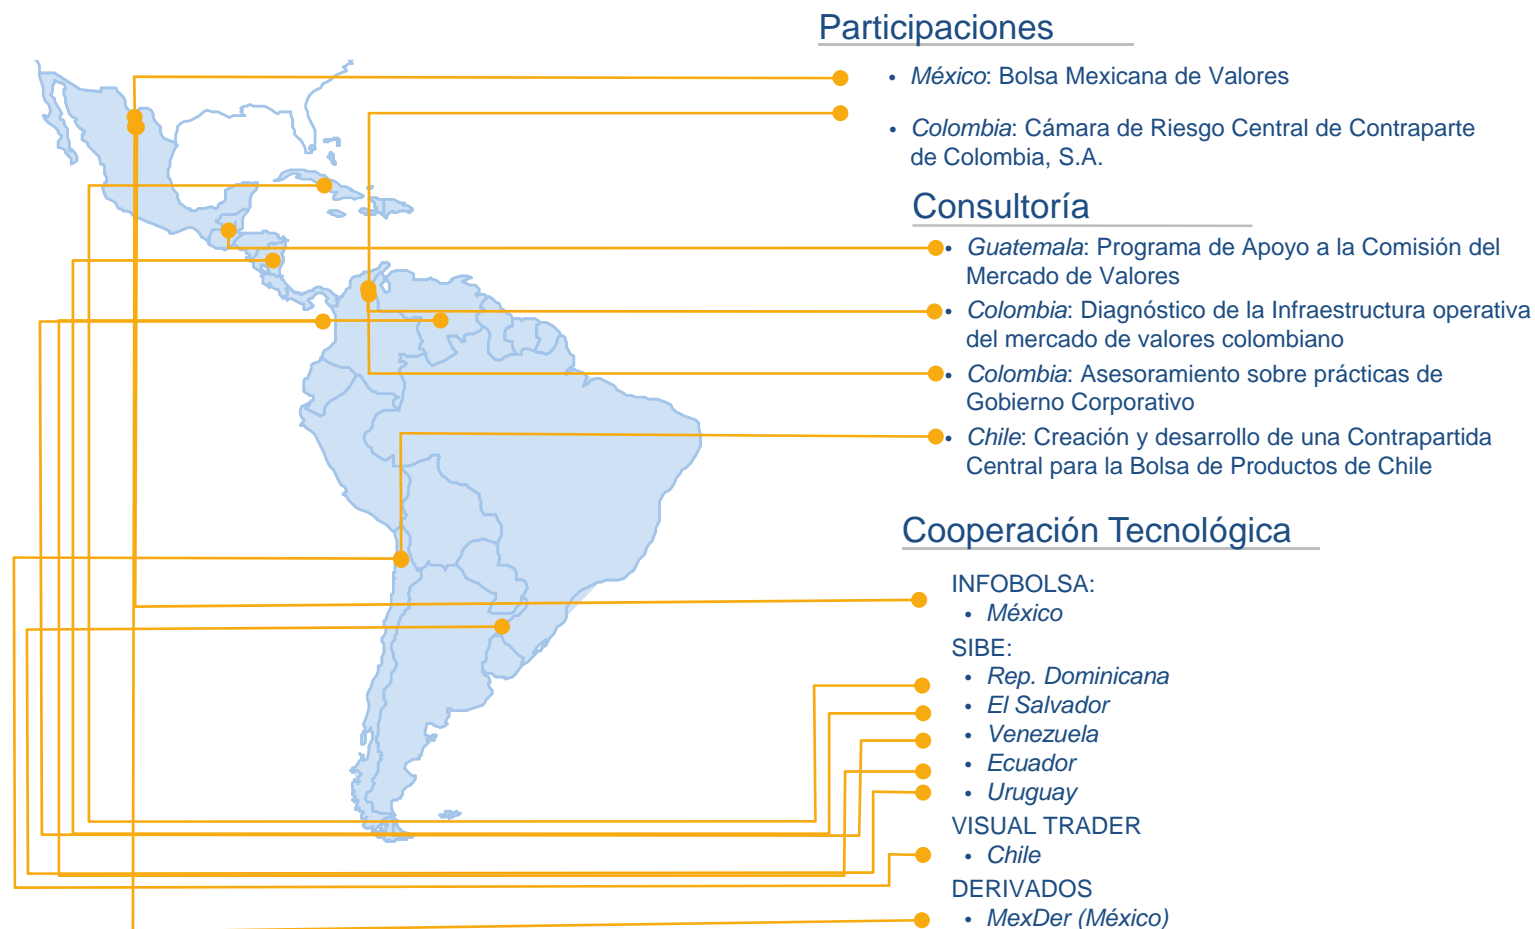 Participaciones
• México: Bolsa Mexicana de Valores
• Colombia: Cámara de Riesgo Central de Contraparte
de Colombia, S.A.
Consultoría
• Guatemala: Programa de Apoyo a la Comisión del
Mercado de Valores
• Colombia: Diagnóstico de la Infraestructura operativa
del mercado de valores colombiano
• Colombia: Asesoramiento sobre prácticas de
Gobierno Corporativo
• Chile: Creación y desarrollo de una Contrapartida
Central para la Bolsa de Productos de Chile
Cooperación Tecnológica
INFOBOLSA:
• México
SIBE:
• Rep. Dominicana
• El Salvador
• Venezuela
• Ecuador
• Uruguay
VISUAL TRADER
• Chile
DERIVADOS
• MexDer (México)